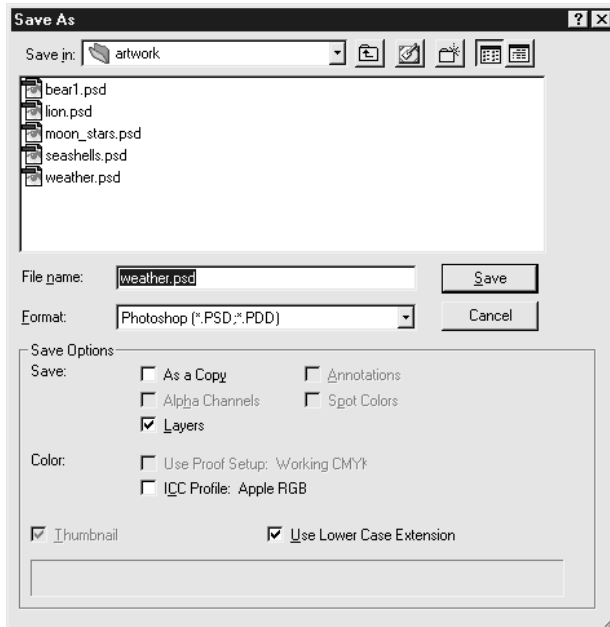 Save As
Save in: artwork
bear1.psd
lion.psd
moon_stars.psd
seashells.psd
weather.psd
File name: weather.psd Save
Format: Photoshop (*.PSD;*.PDD) Cancel
Save Options
Save: As a Copy Annotations
Alpha Channels Spot Colors
Layers
Color: Use Proof Setup: Working CMYK
ICC Profile: Apple RGB
Thumbnail Use Lower Case Extension